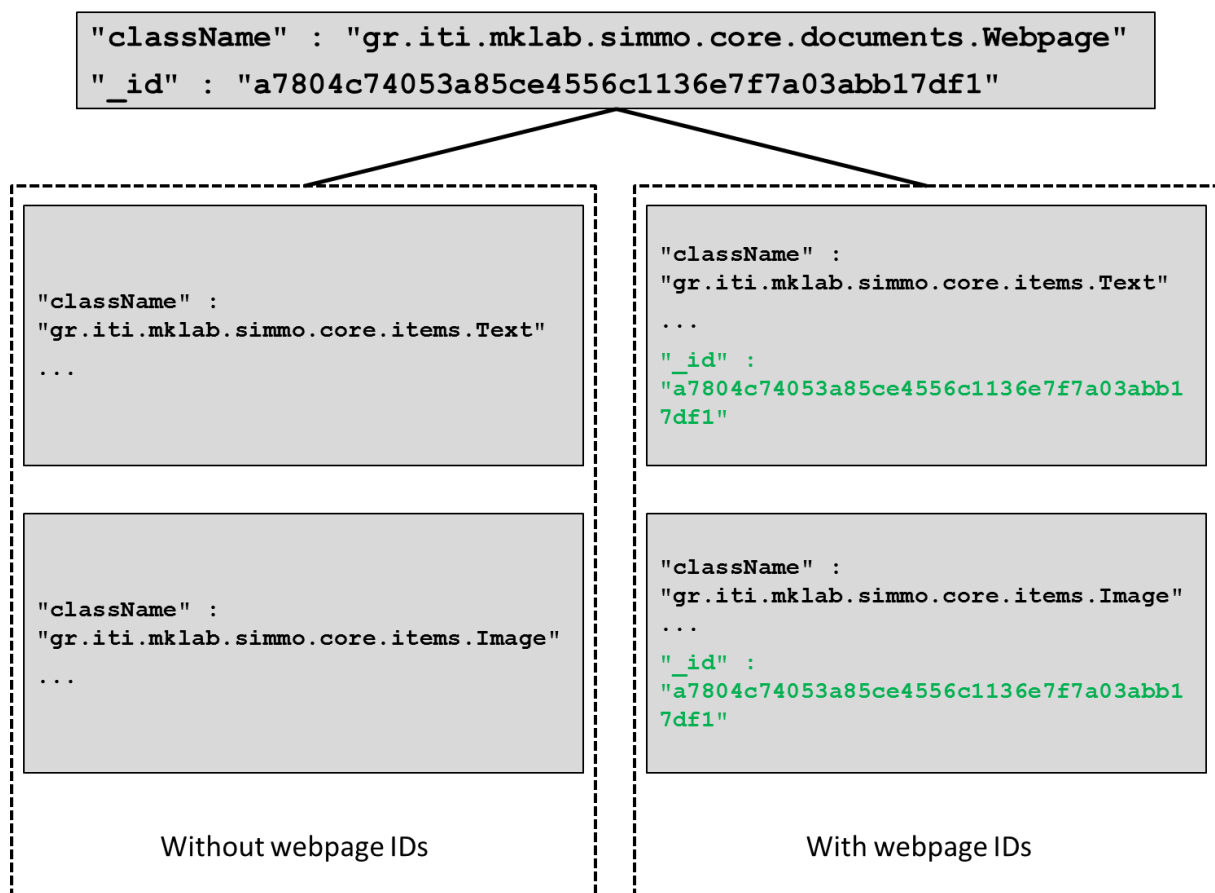 "className" : "gr.iti.mklab.simmo.core.documents.Webpage"
"_id" : "a7804c74053a85ce4556c1136e7f7a03abb17df1"
"className" :
"gr.iti.mklab.simmo.core.items.Text"
...
"className" :
"gr.iti.mklab.simmo.core.items.Image"
...
Without webpage IDs
"className" :
"gr.iti.mklab.simmo.core.items.Text"
...
"_id" :
"a7804c74053a85ce4556c1136e7f7a03abb1
7df1"
"className" :
"gr.iti.mklab.simmo.core.items.Image"
...
"_id" :
"a7804c74053a85ce4556c1136e7f7a03abb1
7df1"
With webpage IDs